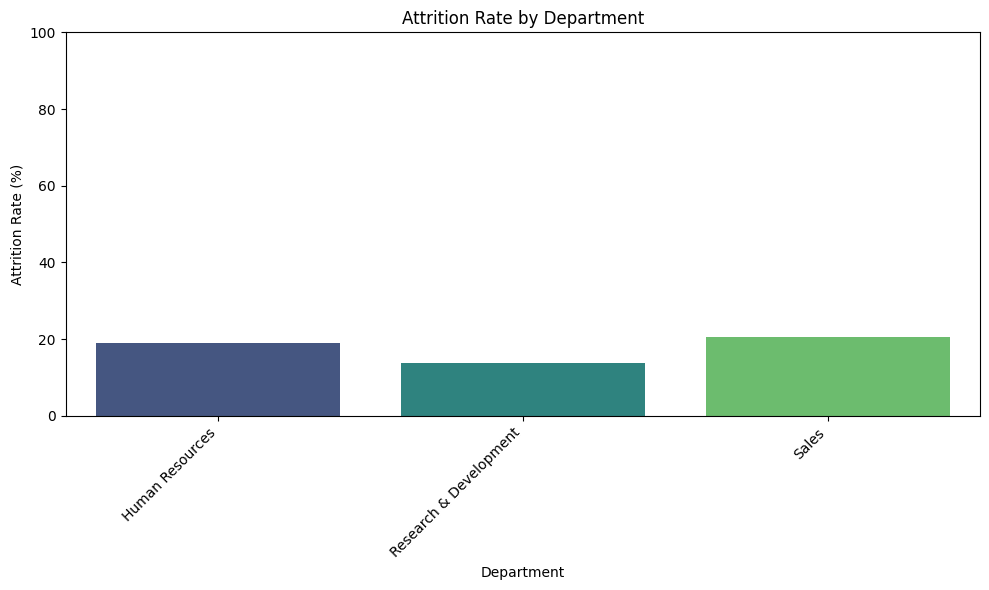 Attrition Rate by Department
Attrition Rate (%)
100
80
60
40
20
0
Human Resources
Research & Development
Sales
Department